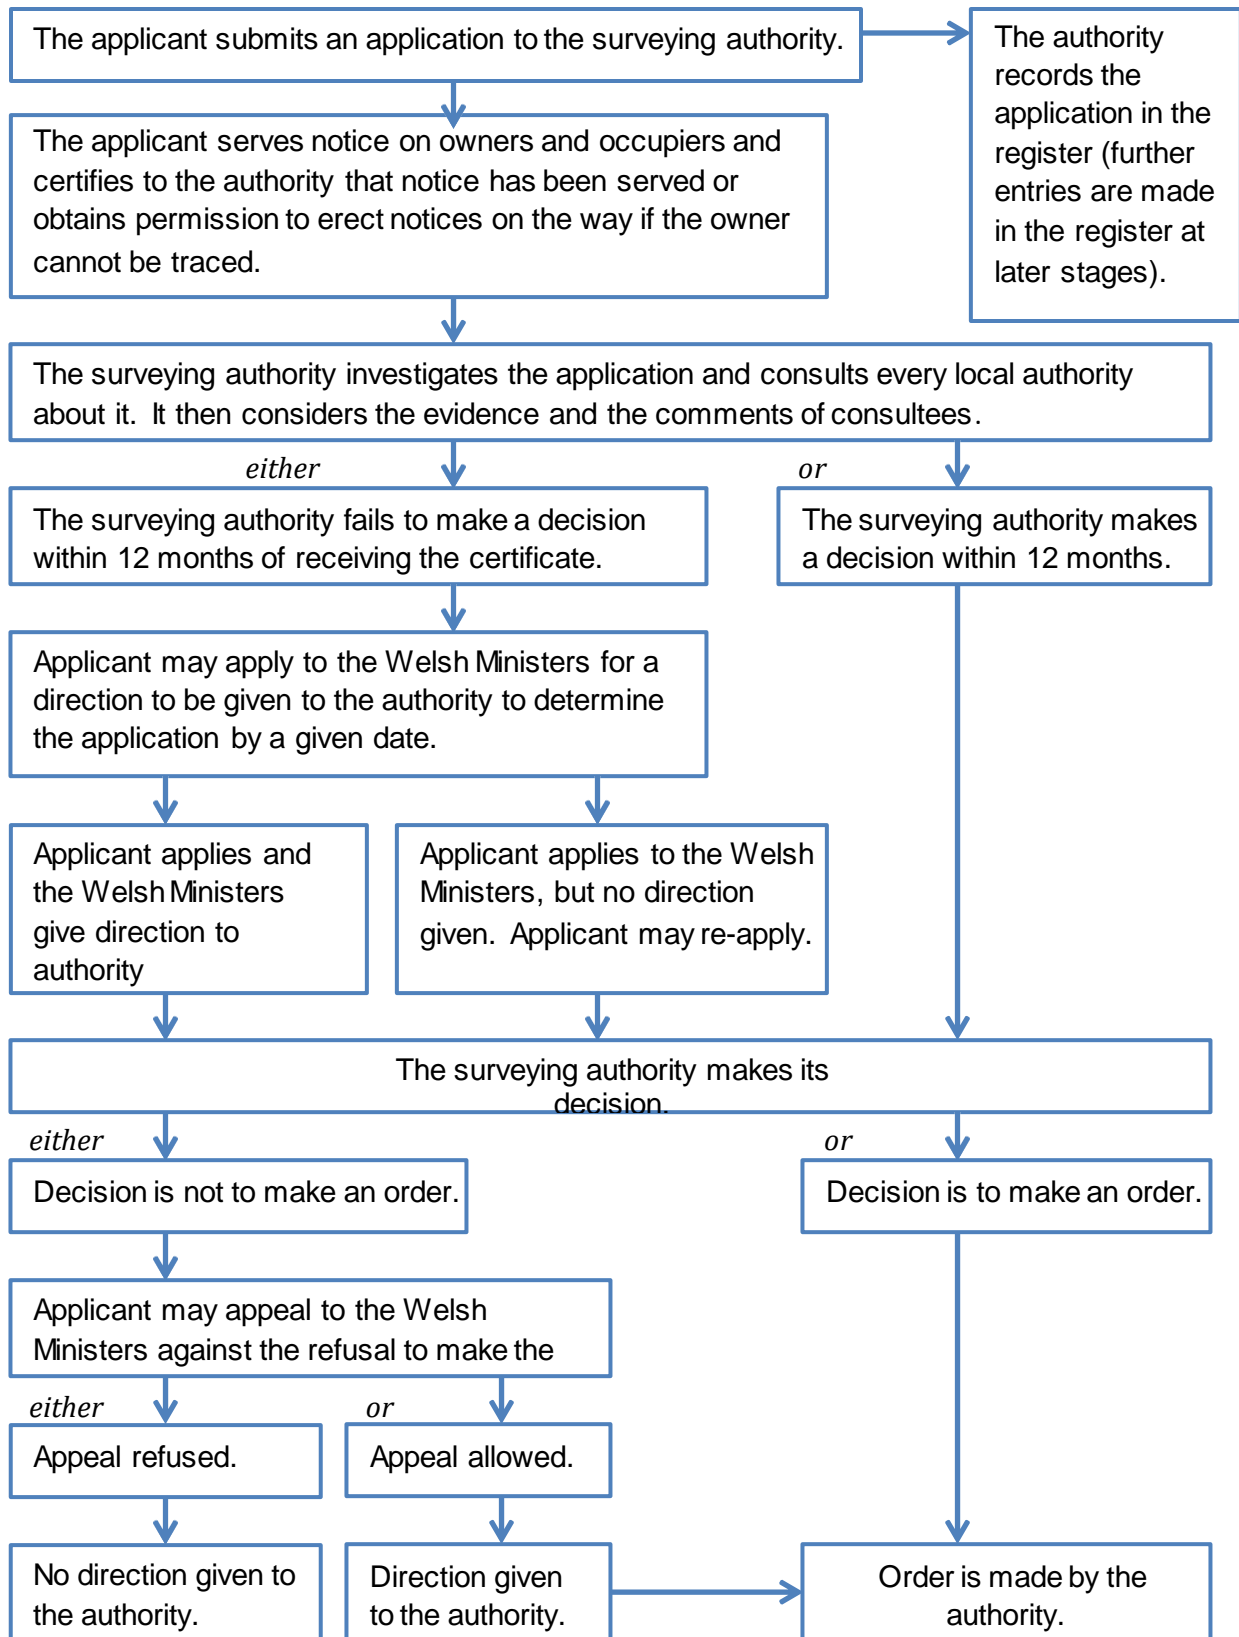 The applicant submits an application to the surveying authority.
The authority
records the
application in the
register (further
entries are made
in the register at
later stages).
The applicant serves notice on owners and occupiers and
certifies to the authority that notice has been served or
obtains permission to erect notices on the way if the owner
cannot be traced.
The surveying authority investigates the application and consults every local authority
about it. It then considers the evidence and the comments of consultees.
either
or
The surveying authority fails to make a decision
within 12 months of receiving the certificate.
The surveying authority makes
a decision within 12 months.
Applicant may apply to the Welsh Ministers for a
direction to be given to the authority to determine
the application by a given date.
Applicant applies and
the Welsh Ministers
give direction to
authority
Applicant applies to the Welsh
Ministers, but no direction
given. Applicant may re-apply.
The surveying authority makes its
decision.
either
or
Decision is not to make an order.
Decision is to make an order.
Applicant may appeal to the Welsh
Ministers against the refusal to make the
either
or
Appeal refused.
Appeal allowed.
No direction given to
the authority.
Direction given
to the authority.
Order is made by the
authority.